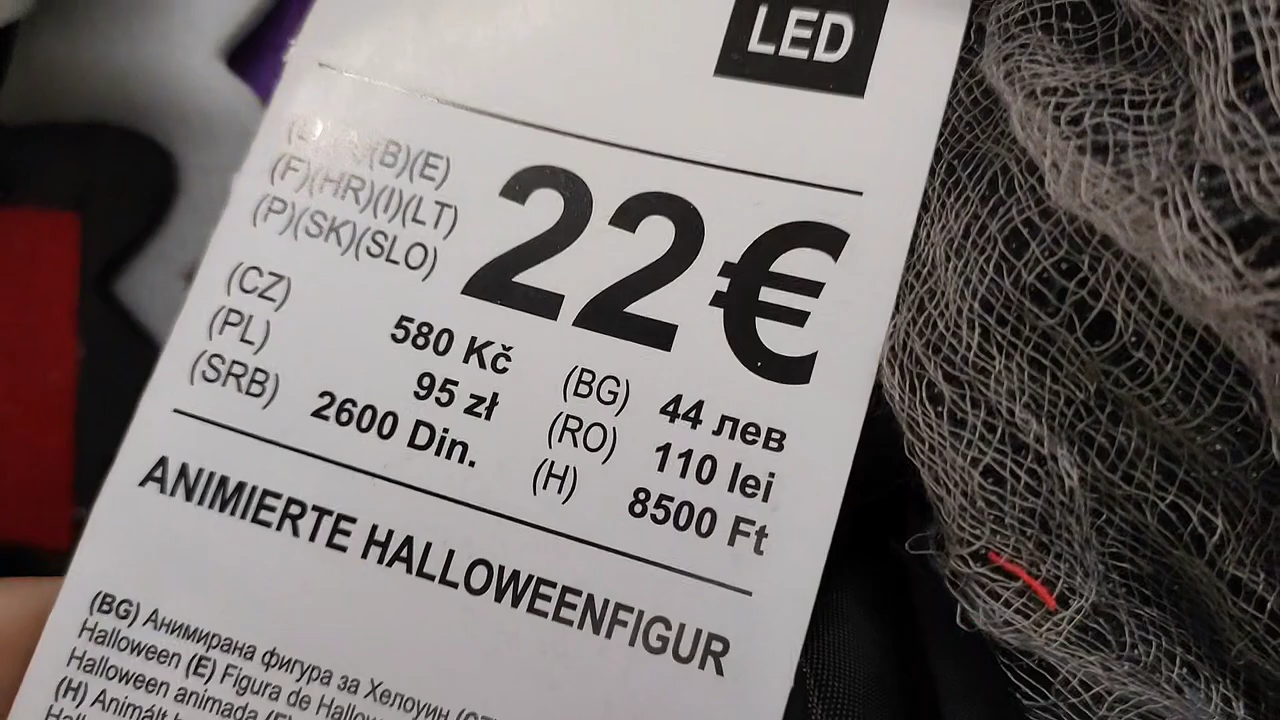 LED
(B)(E)
(F)(HR)(I)(LT)
(P)(SK)(SLO)
22€
(CZ) 580 Kč
(PL) 95 zł
(SRB) 2600 Din.
(BG) 44 лев
(RO) 110 lei
(H) 8500 Ft
ANIMIERTE HALLOWEENFIGUR
(BG) Анимирана фигура за Хелоуин
Halloween (E) Figura de
Halloween animada
(H) Animált